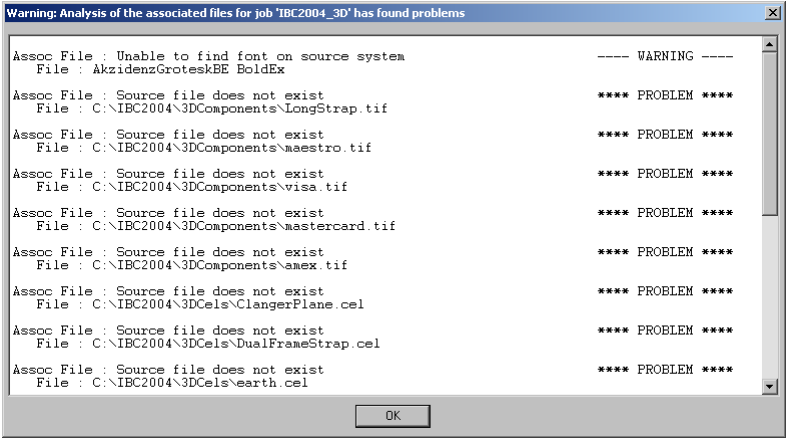 Warning: Analysis of the associated files for job 'IBC2004_3D' has found problems
Assoc File : Unable to find font on source system ---- WARNING ----
File : AkzidenzGroteskBE BoldEx
Assoc File : Source file does not exist **** PROBLEM ****
File : C:\IBC2004\3DComponents\LongStrap.tif
Assoc File : Source file does not exist **** PROBLEM ****
File : C:\IBC2004\3DComponents\maestro.tif
Assoc File : Source file does not exist **** PROBLEM ****
File : C:\IBC2004\3DComponents\visa.tif
Assoc File : Source file does not exist **** PROBLEM ****
File : C:\IBC2004\3DComponents\mastercard.tif
Assoc File : Source file does not exist **** PROBLEM ****
File : C:\IBC2004\3DComponents\amex.tif
Assoc File : Source file does not exist **** PROBLEM ****
File : C:\IBC2004\3DCels\ClangerPlane.cel
Assoc File : Source file does not exist **** PROBLEM ****
File : C:\IBC2004\3DCels\DualFrameStrap.cel
Assoc File : Source file does not exist **** PROBLEM ****
File : C:\IBC2004\3DCels\earth.cel
OK